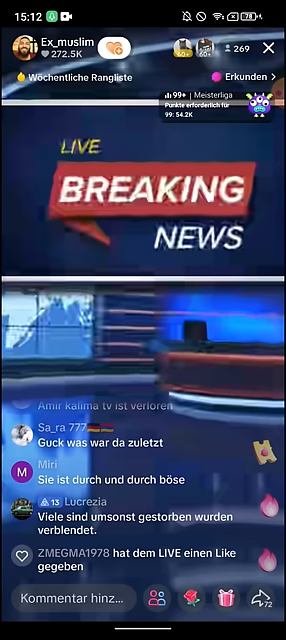 15:12
78
Ex_muslim
272.5K
60+
60+
269
Wöchentliche Rangliste
Erkunden
99+ | Meisterliga
Punkte erforderlich für
99: 54.2K
LIVE
BREAKING
NEWS
Amir kalima tv ist verloren
Sa_ra 777
Guck was war da zuletzt
M
Miri
Sie ist durch und durch böse
13 Lucrezia
Viele sind umsonst gestorben wurden
verblendet.
ZMEGMA1978 hat dem LIVE einen Like
gegeben
Kommentar hinz...
72